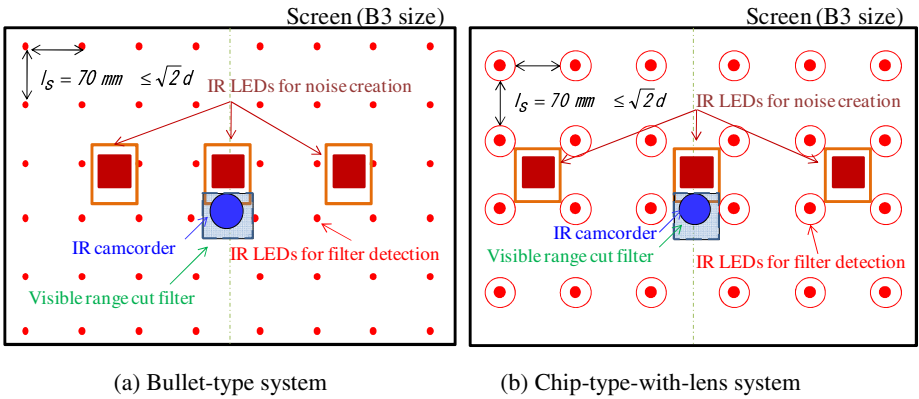 Screen (B3 size)
l_s = 70 mm ≤ √2 d
IR LEDs for noise creation
IR camcorder
IR LEDs for filter detection
Visible range cut filter
(a) Bullet-type system
Screen (B3 size)
l_s = 70 mm ≤ √2 d
IR LEDs for noise creation
IR camcorder
Visible range cut filter
IR LEDs for filter detection
(b) Chip-type-with-lens system